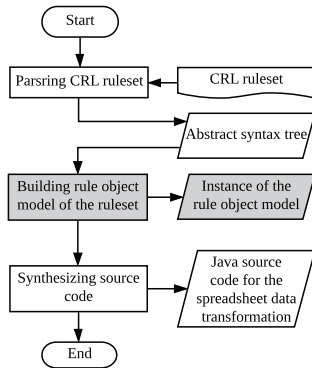 Start
Parsring CRL ruleset
CRL ruleset
Abstract syntax tree
Building rule object
model of the ruleset
Instance of the
rule object model
Synthesizing source
code
Java source
code for the
spreadsheet data
transformation
End